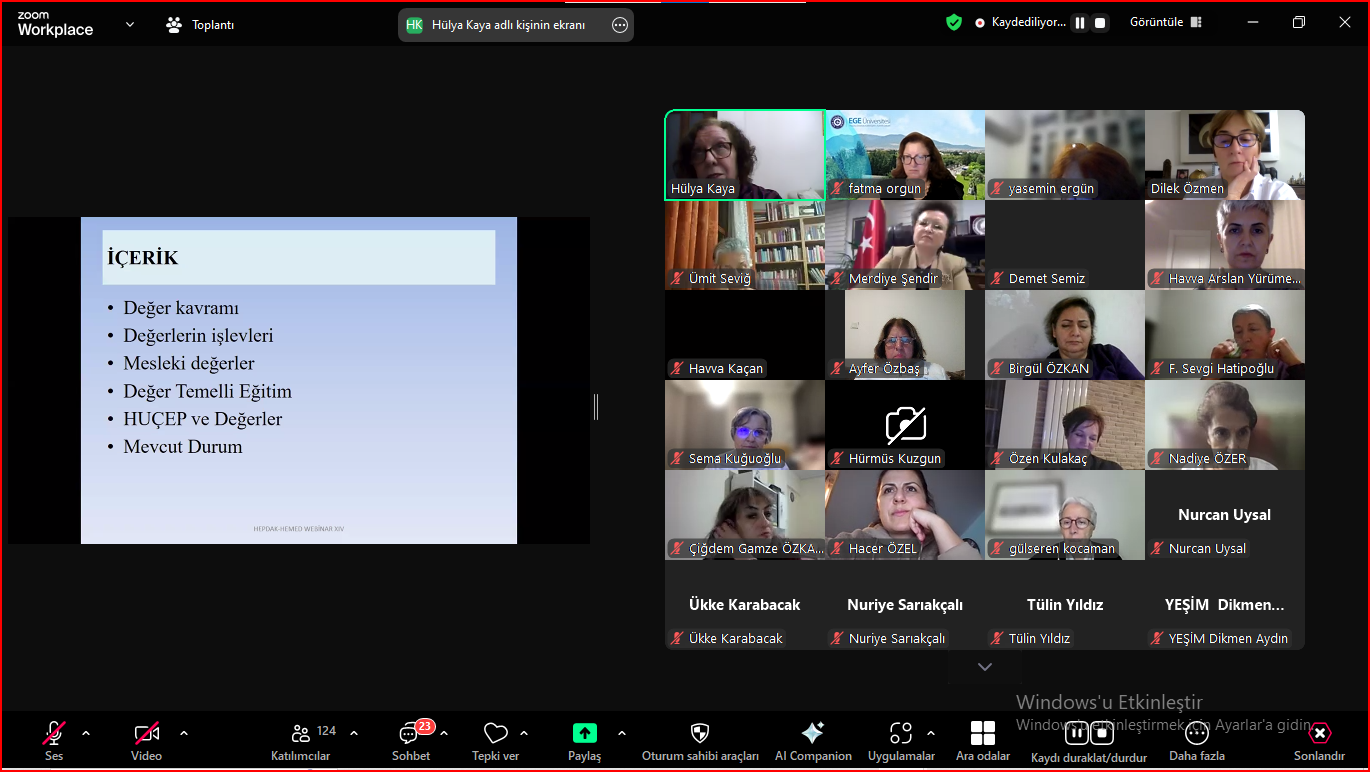 zoom
Workplace
Toplantı
HK Hülya Kaya adlı kişinin ekranı
Kaydediliyor...
Görüntüle
İÇERİK
• Değer kavramı
• Değerlerin işlevleri
• Mesleki değerler
• Değer Temelli Eğitim
• HUÇEP ve Değerler
• Mevcut Durum
HEPDAK-HEMED WEBİNAR XIV
EGE Üniversitesi
Hülya Kaya
fatma orgun
yasemin ergün
Dilek Özmen
Ümit Seviğ
Merdiye Şendir
Demet Semiz
Havva Arslan Yürüme...
Havva Kaçan
Ayfer Özbaş
Birgül ÖZKAN
F. Sevgi Hatipoğlu
Sema Kuğuoğlu
Hürmüs Kuzgun
Özen Kulakaç
Nadiye ÖZER
Çiğdem Gamze ÖZKA...
Hacer ÖZEL
gülseren kocaman
Nurcan Uysal
Nurcan Uysal
Ükke Karabacak
Nuriye Sarıakçalı
Tülin Yıldız
YEŞİM Dikmen...
Ükke Karabacak
Nuriye Sarıakçalı
Tülin Yıldız
YEŞİM Dikmen Aydın
Windows'u Etkinleştir
Windows'u etkinleştirmek için Ayarlar'a gidin.
Ses
Video
124
Katılımcılar
23
Sohbet
Tepki ver
Paylaş
Oturum sahibi araçları
AI Companion
Uygulamalar
Ara odalar
Kaydı duraklat/durdur
Daha fazla
Sonlandır